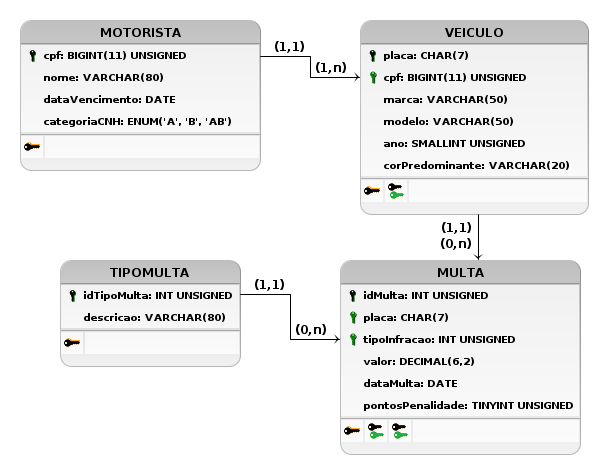 MOTORISTA
cpf: BIGINT(11) UNSIGNED
nome: VARCHAR(80)
dataVencimento: DATE
categoriaCNH: ENUM('A', 'B', 'AB')
(1,1)
(1,n)
VEICULO
placa: CHAR(7)
cpf: BIGINT(11) UNSIGNED
marca: VARCHAR(50)
modelo: VARCHAR(50)
ano: SMALLINT UNSIGNED
corPredominante: VARCHAR(20)
(1,1)
(0,n)
TIPOMULTA
idTipoMulta: INT UNSIGNED
descricao: VARCHAR(80)
(1,1)
(0,n)
MULTA
idMulta: INT UNSIGNED
placa: CHAR(7)
tipoInfracao: INT UNSIGNED
valor: DECIMAL(6,2)
dataMulta: DATE
pontosPenalidade: TINYINT UNSIGNED